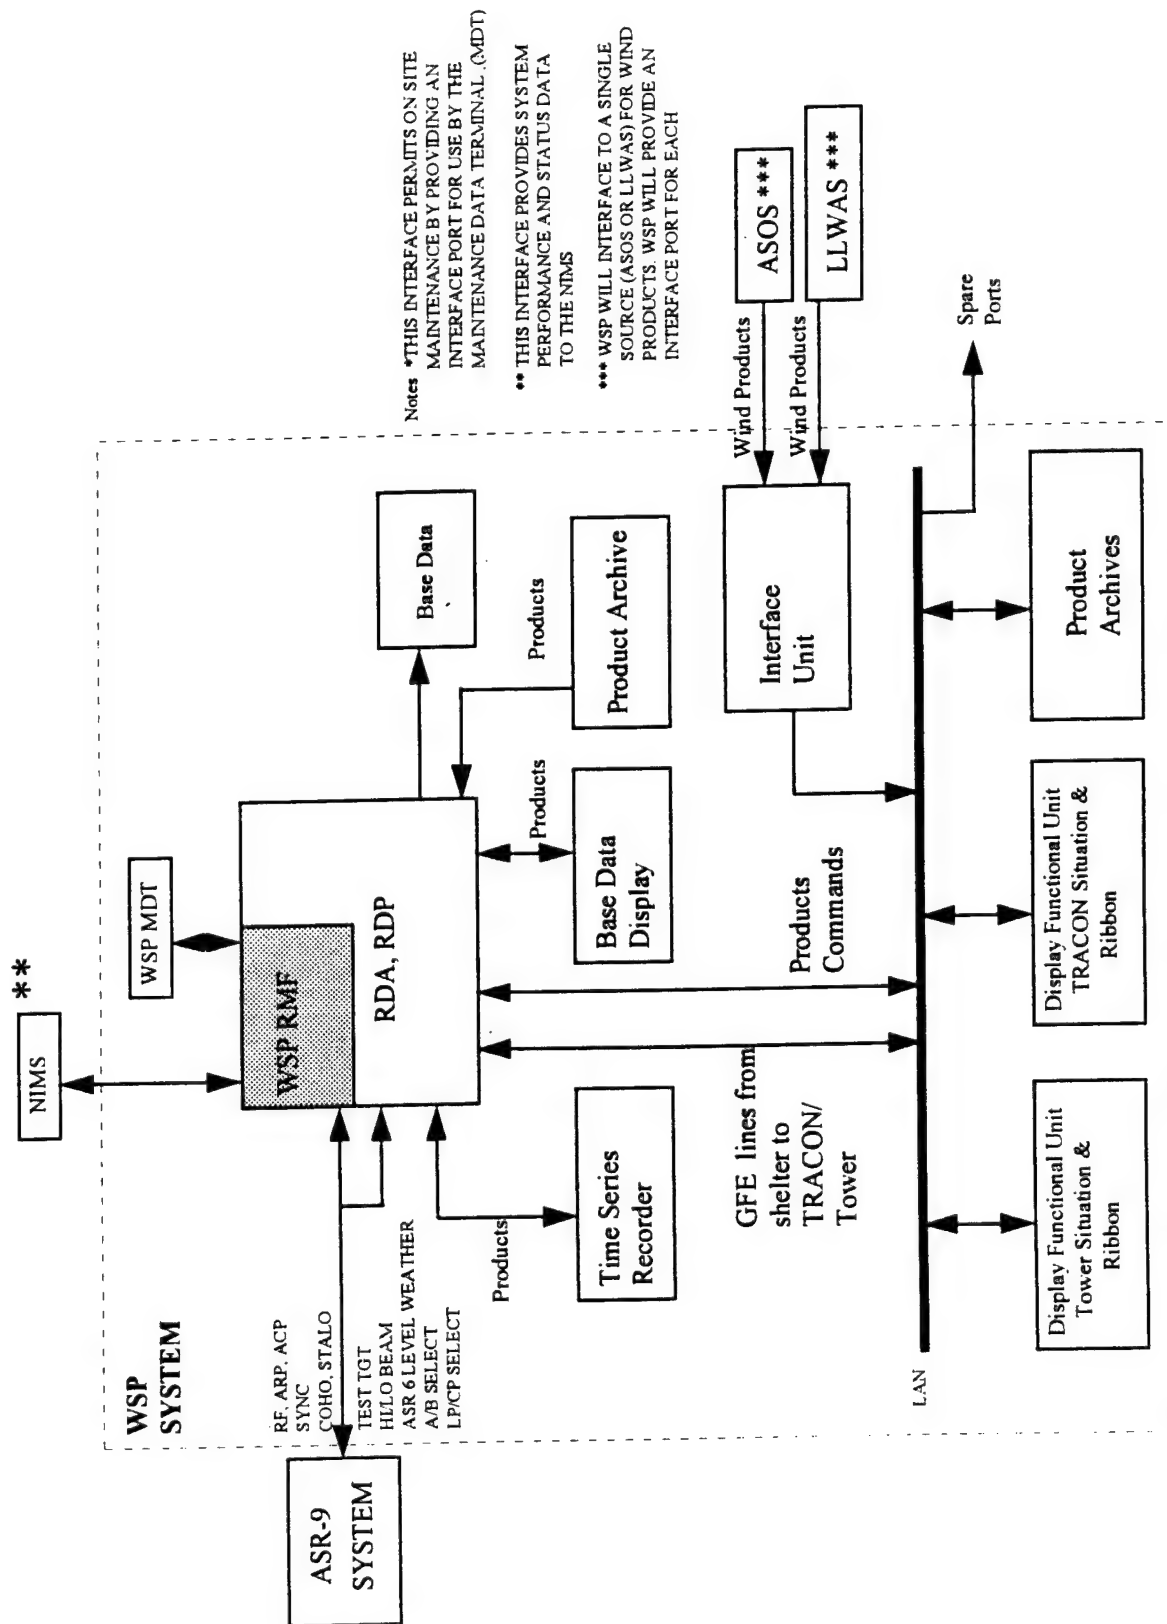 **
NIMS
WSP MDT
WSP
SYSTEM
ASR-9
SYSTEM
RF, ARP, ACP
SYNC
COHO, STALO
TEST TGT
HI/LO BEAM
ASR 6 LEVEL WEATHER
A/B SELECT
LP/CP SELECT
WSP RMF
RDA, RDP
Base Data
Products
Time Series
Recorder
Products
Base Data
Display
Products
Product Archive
GFE lines from
shelter to
TRACON/
Tower
Products
Commands
Interface
Unit
Wind Products
Wind Products
ASOS ***
LLWAS ***
LAN
Spare
Ports
Display Functional Unit
Tower Situation &
Ribbon
Display Functional Unit
TRACON Situation &
Ribbon
Product
Archives
Notes *THIS INTERFACE PERMITS ON SITE
MAINTENANCE BY PROVIDING AN
INTERFACE PORT FOR USE BY THE
MAINTENANCE DATA TERMINAL .(MDT)
** THIS INTERFACE PROVIDES SYSTEM
PERFORMANCE AND STATUS DATA
TO THE NIMS
*** WSP WILL INTERFACE TO A SINGLE
SOURCE (ASOS OR LLWAS) FOR WIND
PRODUCTS. WSP WILL PROVIDE AN
INTERFACE PORT FOR EACH